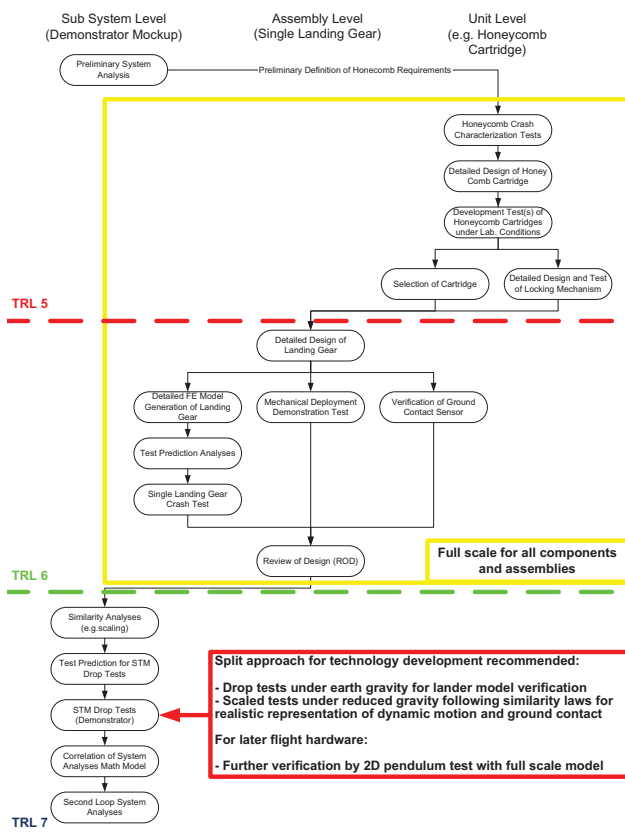 Sub System Level
(Demonstrator Mockup)
Assembly Level
(Single Landing Gear)
Unit Level
(e.g. Honeycomb
Cartridge)
Preliminary System
Analysis
Preliminary Definition of Honecomb Requirements
Honeycomb Crash
Characterization Tests
Detailed Design of Honey
Comb Cartridge
Development Test(s) of
Honeycomb Cartridges
under Lab. Conditions
Selection of Cartridge
Detailed Design and Test
of Locking Mechanism
TRL 5
Detailed Design of
Landing Gear
Detailed FE Model
Generation of Landing
Gear
Mechanical Deployment
Demonstration Test
Verification of Ground
Contact Sensor
Test Prediction Analyses
Single Landing Gear
Crash Test
Review of Design (ROD)
Full scale for all components
and assemblies
TRL 6
Similarity Analyses
(e.g.scaling)
Test Prediction for STM
Drop Tests
STM Drop Tests
(Demonstrator)
Correlation of System
Analyses Math Model
Second Loop System
Analyses
Split approach for technology development recommended:
- Drop tests under earth gravity for lander model verification
- Scaled tests under reduced gravity following similarity laws for
realistic representation of dynamic motion and ground contact
For later flight hardware:
- Further verification by 2D pendulum test with full scale model
TRL 7